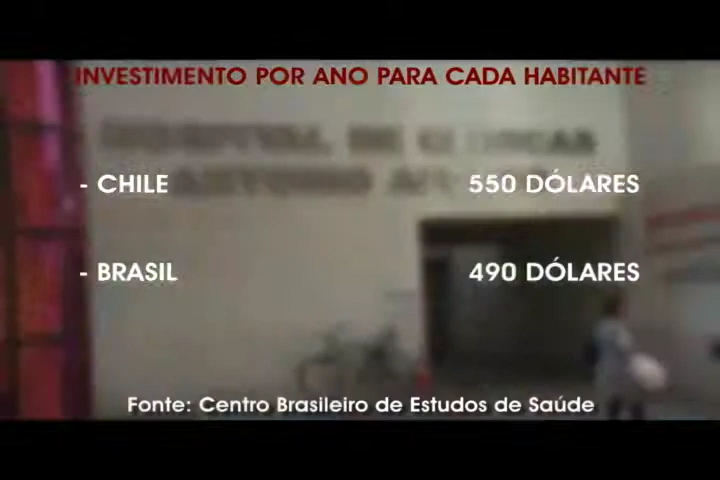 INVESTIMENTO POR ANO PARA CADA HABITANTE
- CHILE 550 DÓLARES
- BRASIL 490 DÓLARES
Fonte: Centro Brasileiro de Estudos de Saúde